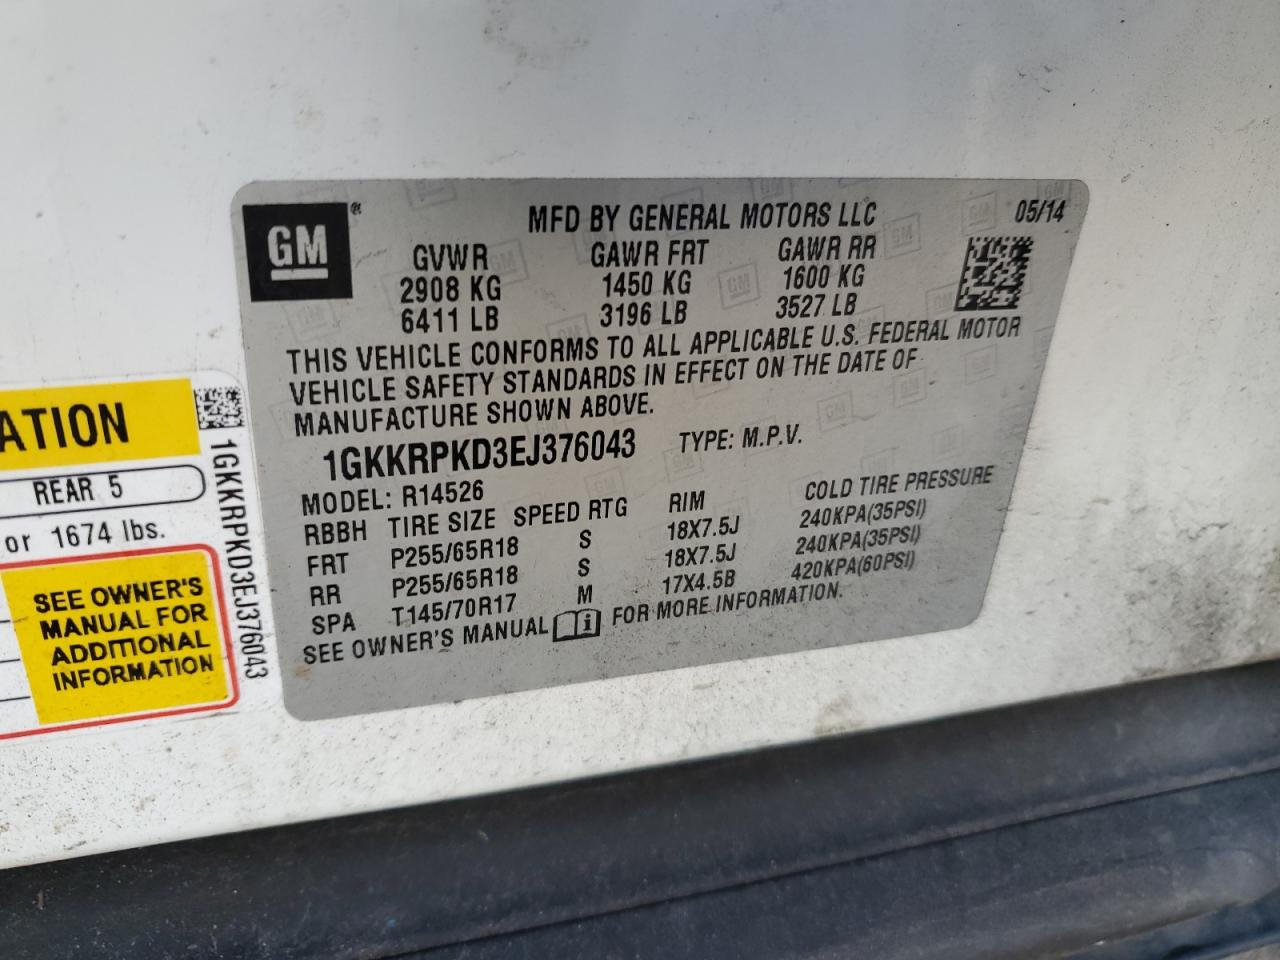 GM
®
MFD BY GENERAL MOTORS LLC
05/14
GVWR GAWR FRT GAWR RR
2908 KG 1450 KG 1600 KG
6411 LB 3196 LB 3527 LB
THIS VEHICLE CONFORMS TO ALL APPLICABLE U.S. FEDERAL MOTOR
VEHICLE SAFETY STANDARDS IN EFFECT ON THE DATE OF
MANUFACTURE SHOWN ABOVE.
1GKKRPKD3EJ376043 TYPE: M.P.V.
MODEL: R14526
RBBH TIRE SIZE SPEED RTG RIM COLD TIRE PRESSURE
FRT P255/65R18 S 18X7.5J 240KPA(35PSI)
RR P255/65R18 S 18X7.5J 240KPA(35PSI)
SPA T145/70R17 M 17X4.5B 420KPA(60PSI)
SEE OWNER'S MANUAL i FOR MORE INFORMATION.
ATION
REAR 5
or 1674 lbs.
SEE OWNER'S
MANUAL FOR
ADDITIONAL
INFORMATION
1GKKRPKD3EJ376043